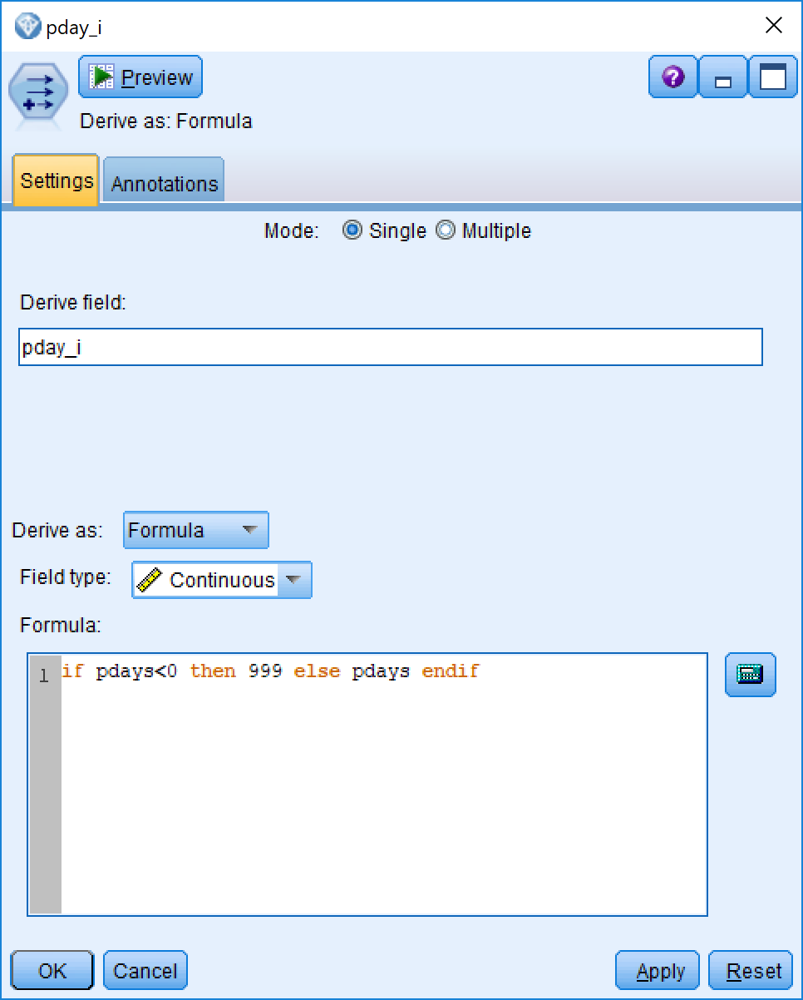 pday_i
Preview
Derive as: Formula
Settings Annotations
Mode: Single Multiple
Derive field:
pday_i
Derive as: Formula
Field type: Continuous
Formula:
1 if pdays<0 then 999 else pdays endif
OK Cancel Apply Reset